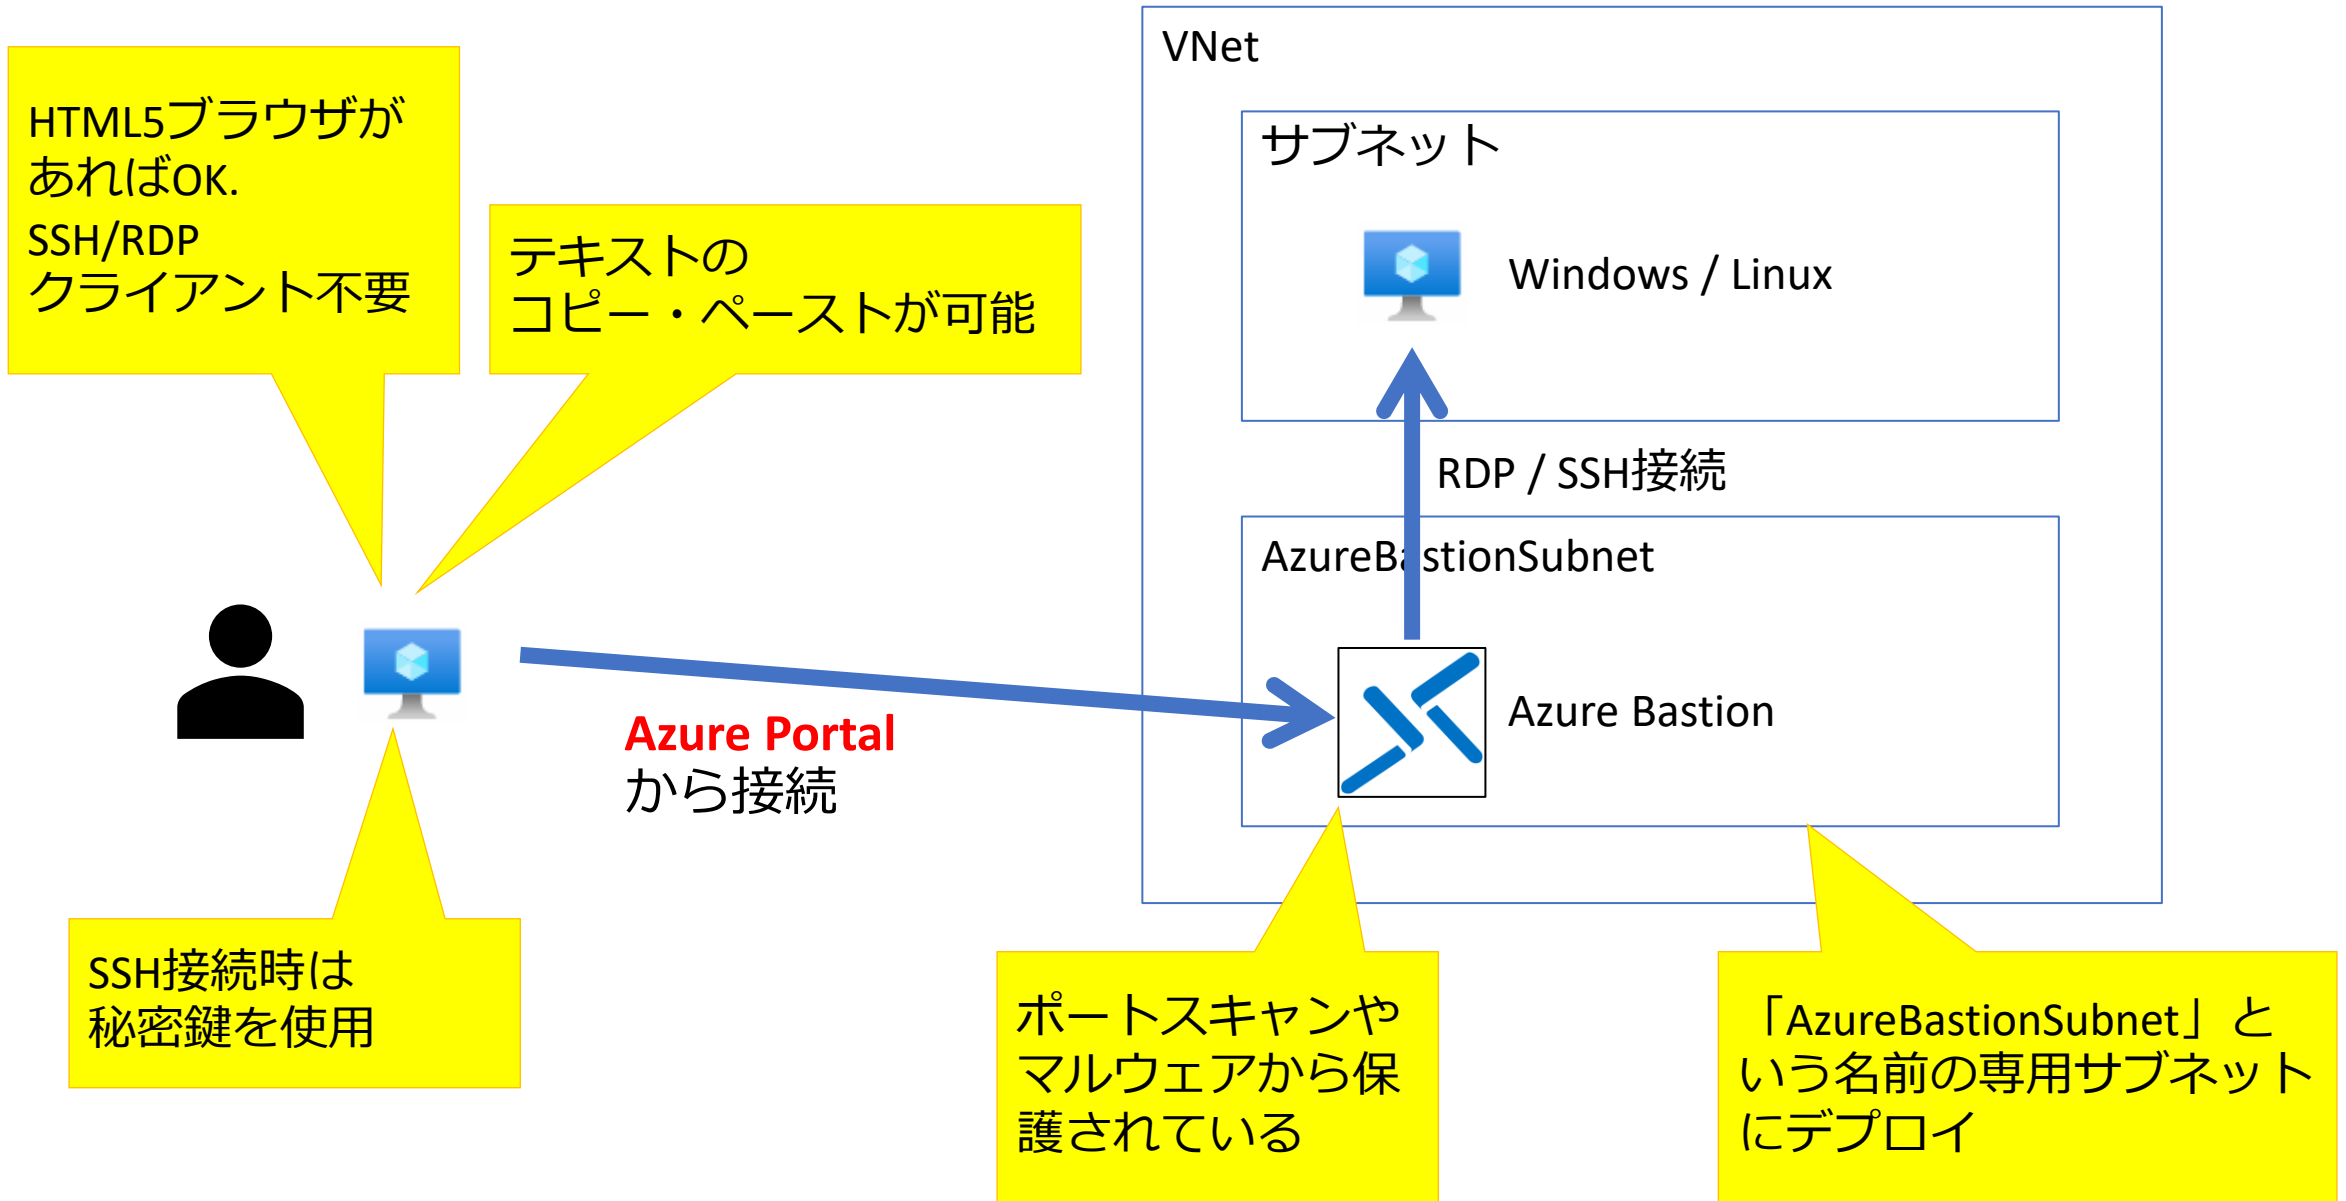 HTML5ブラウザが
あればOK.
SSH/RDP
クライアント不要
テキストの
コピー・ペーストが可能
VNet
サブネット
Windows / Linux
RDP / SSH接続
AzureBastionSubnet
Azure Bastion
Azure Portal
から接続
SSH接続時は
秘密鍵を使用
ポートスキャンや
マルウェアから保
護されている
「AzureBastionSubnet」と
いう名前の専用サブネット
にデプロイ